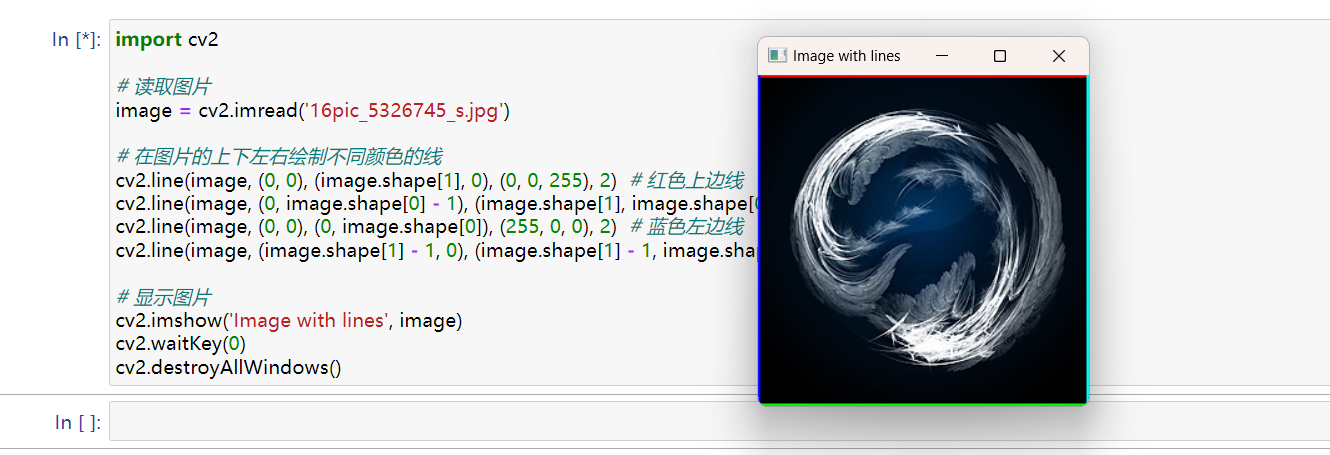 In [*]:
import cv2
# 读取图片
image = cv2.imread('16pic_5326745_s.jpg')
# 在图片的上下左右绘制不同颜色的线
cv2.line(image, (0, 0), (image.shape[1], 0), (0, 0, 255), 2)  # 红色上边线
cv2.line(image, (0, image.shape[0] - 1), (image.shape[1], image.shape[
cv2.line(image, (0, 0), (0, image.shape[0]), (255, 0, 0), 2)  # 蓝色左边线
cv2.line(image, (image.shape[1] - 1, 0), (image.shape[1] - 1,
# 显示图片
cv2.imshow('Image with lines', image)
cv2.waitKey(0)
cv2.destroyAllWindows()
Image with lines
In [ ]: